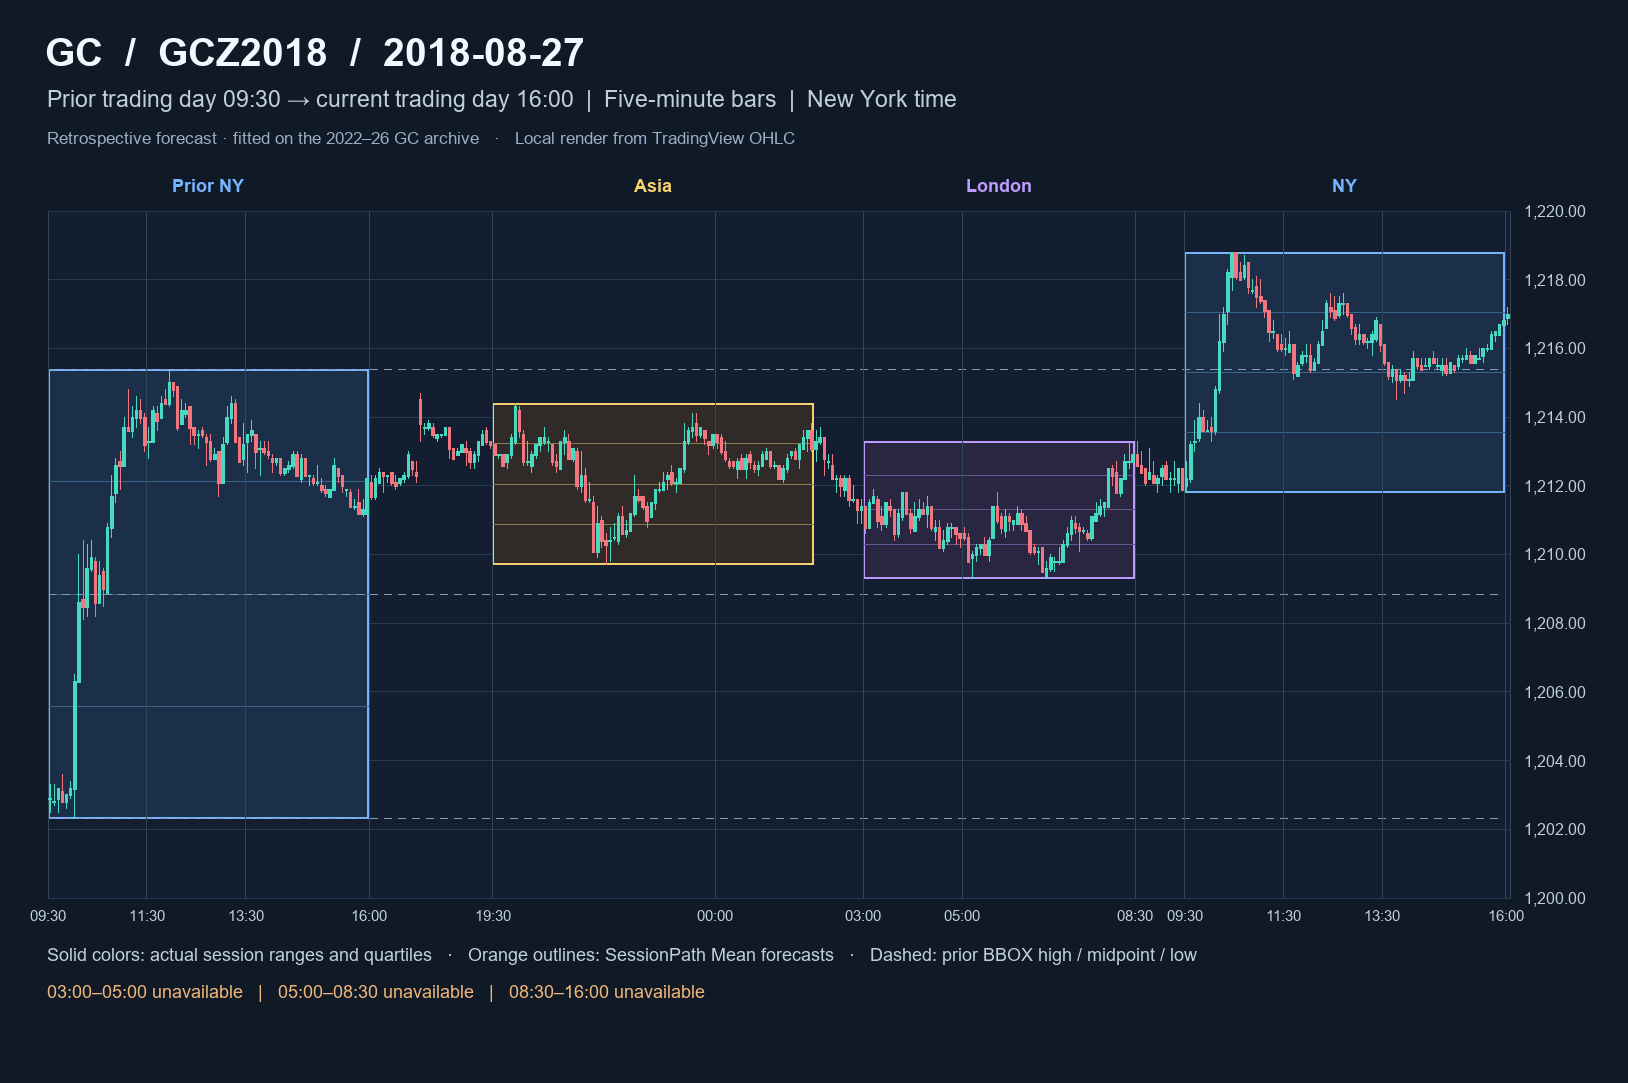 GC / GCZ2018 / 2018-08-27
Prior trading day 09:30 → current trading day 16:00 | Five-minute bars | New York time
Retrospective forecast · fitted on the 2022–26 GC archive · Local render from TradingView OHLC
Prior NY Asia London NY
1,220.00
1,218.00
1,216.00
1,214.00
1,212.00
1,210.00
1,208.00
1,206.00
1,204.00
1,202.00
1,200.00
09:30 11:30 13:30 16:00 19:30 00:00 03:00 05:00 08:30 09:30 11:30 13:30 16:00
Solid colors: actual session ranges and quartiles · Orange outlines: SessionPath Mean forecasts · Dashed: prior BBOX high / midpoint / low
03:00–05:00 unavailable | 05:00–08:30 unavailable | 08:30–16:00 unavailable